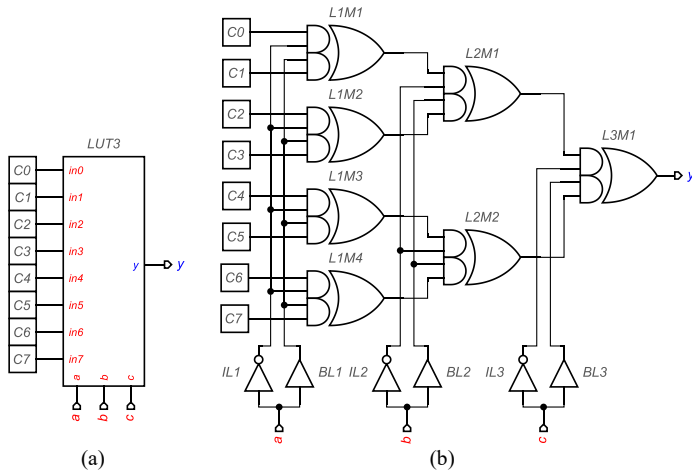 LUT3
C0 in0
C1 in1
C2 in2
C3 in3
C4 in4
C5 in5
C6 in6
C7 in7
y y
a b c
a b c
(a)
C0 L1M1
C1 L2M1
C2 L1M2
C3 L3M1
y
C4 L1M3
C5 L2M2
C6 L1M4
C7
IL1 BL1 IL2 BL2 IL3 BL3
a b c
(b)